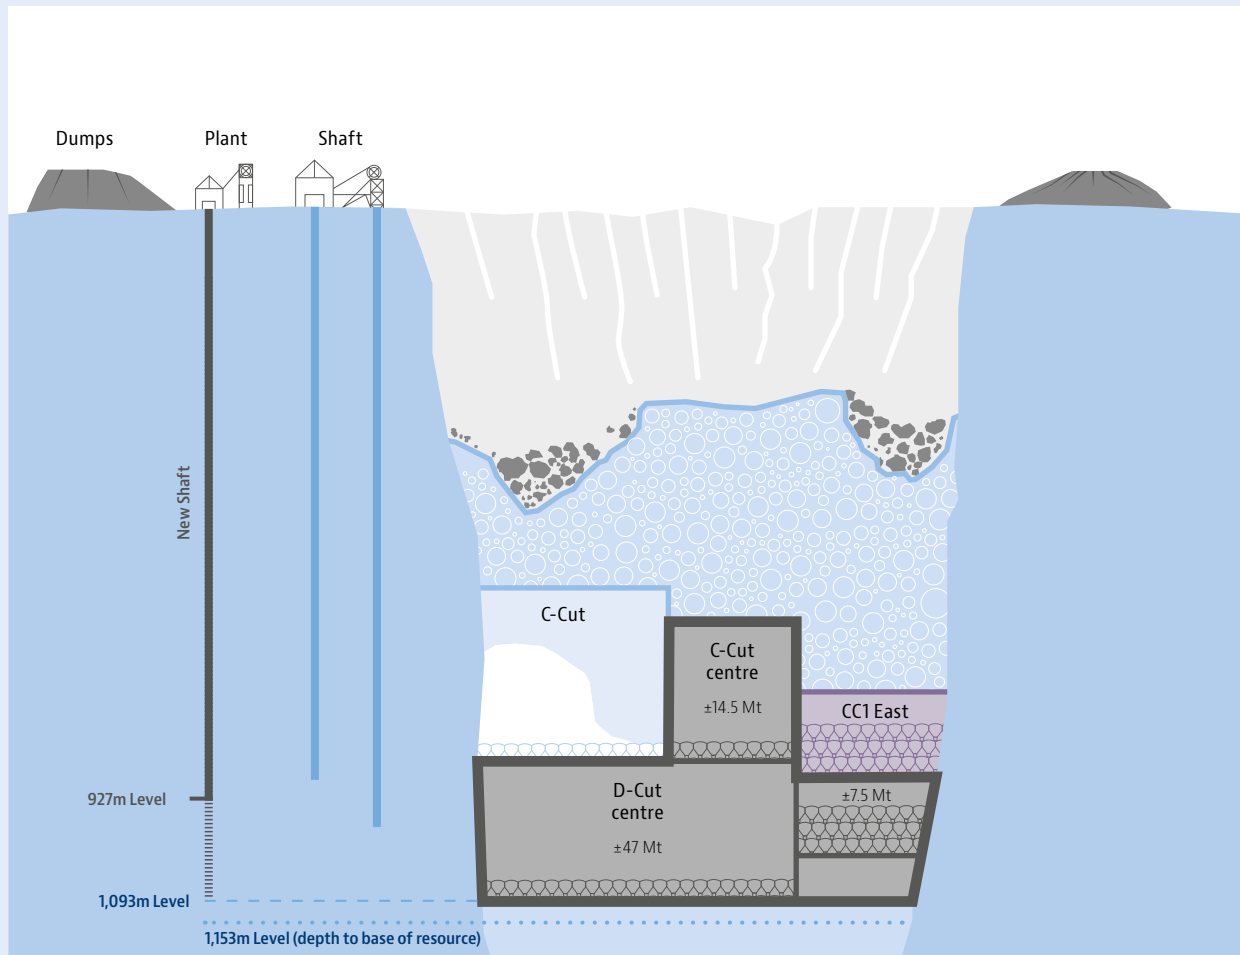 Dumps
Plant
Shaft
New Shaft
C-Cut
C-Cut
centre
±14.5 Mt
CC1 East
D-Cut
centre
±47 Mt
±7.5 Mt
927m Level
1,093m Level
1,153m Level (depth to base of resource)